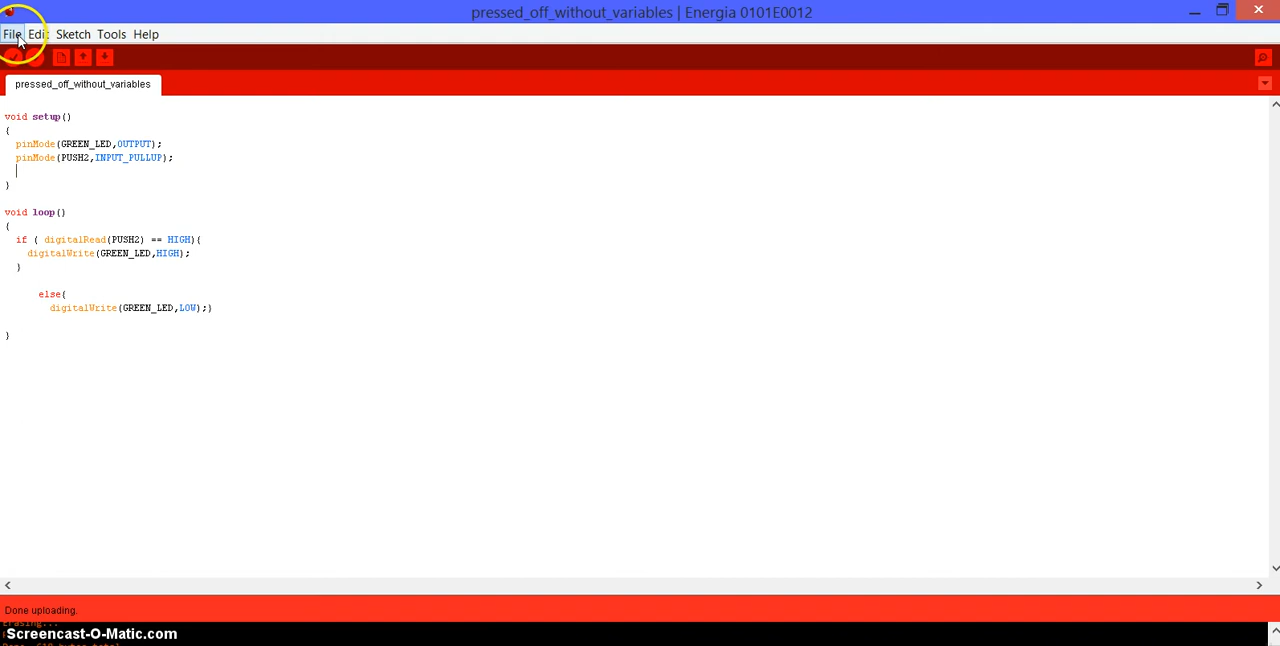 pressed_off_without_variables | Energia 0101E0012
File Edit Sketch Tools Help
pressed_off_without_variables
void setup()
{
pinMode(GREEN_LED,OUTPUT);
pinMode(PUSH2,INPUT_PULLUP);
}
void loop()
{
if ( digitalRead(PUSH2) == HIGH){
digitalWrite(GREEN_LED,HIGH);
}
else{
digitalWrite(GREEN_LED,LOW);}
}
Done uploading.
Erasing...
Screencast-O-Matic.com